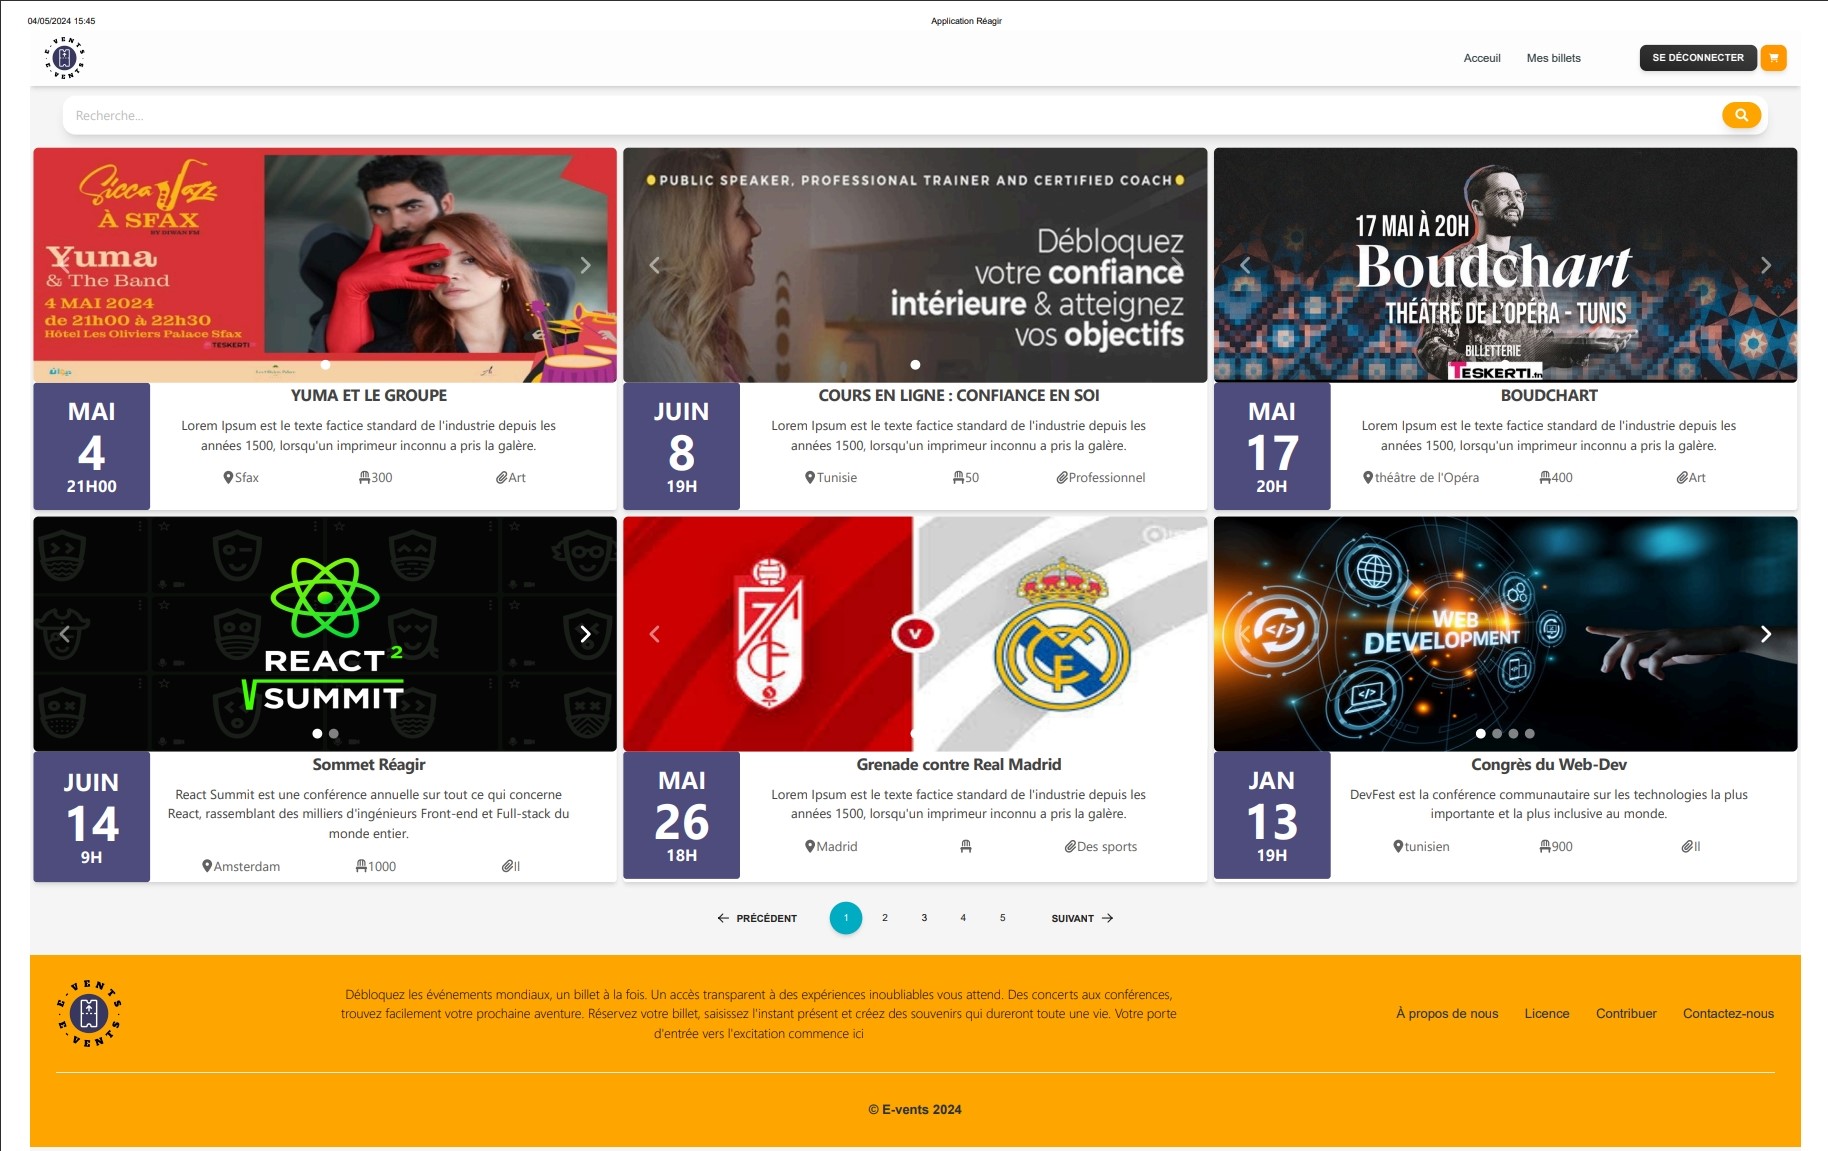 04/05/2024 15:45
Application Réagir
E-VENTS
E-VENTS
Acceuil
Mes billets
SE DÉCONNECTER
Recherche...
Sicca Jazz
À SFAX
BY DIWAN FM
Yuma
& The Band
4 MAI 2024
de 21h00 à 22h30
Hôtel Les Oliviers Palace Sfax
TESKERTI
PUBLIC SPEAKER, PROFESSIONAL TRAINER AND CERTIFIED COACH
Débloquez
votre confiance
intérieure & atteignez
vos objectifs
17 MAI À 20H
Boudchart
THÉÂTRE DE L'OPÉRA - TUNIS
BILLETTERIE
TESKERTI.tn
MAI
4
21H00
YUMA ET LE GROUPE
Lorem Ipsum est le texte factice standard de l'industrie depuis les
années 1500, lorsqu'un imprimeur inconnu a pris la galère.
Sfax
300
Art
JUIN
8
19H
COURS EN LIGNE : CONFIANCE EN SOI
Lorem Ipsum est le texte factice standard de l'industrie depuis les
années 1500, lorsqu'un imprimeur inconnu a pris la galère.
Tunisie
50
Professionnel
MAI
17
20H
BOUDCHART
Lorem Ipsum est le texte factice standard de l'industrie depuis les
années 1500, lorsqu'un imprimeur inconnu a pris la galère.
théâtre de l'Opéra
400
Art
REACT 2
SUMMIT
V
WEB
DEVELOPMENT
JUIN
14
9H
Sommet Réagir
React Summit est une conférence annuelle sur tout ce qui concerne
React, rassemblant des milliers d'ingénieurs Front-end et Full-stack du
monde entier.
Amsterdam
1000
Il
MAI
26
18H
Grenade contre Real Madrid
Lorem Ipsum est le texte factice standard de l'industrie depuis les
années 1500, lorsqu'un imprimeur inconnu a pris la galère.
Madrid
Des sports
JAN
13
19H
Congrès du Web-Dev
DevFest est la conférence communautaire sur les technologies la plus
importante et la plus inclusive au monde.
tunisien
900
Il
PRÉCÉDENT
1
2
3
4
5
SUIVANT
E-VENTS
E-VENTS
Débloquez les événements mondiaux, un billet à la fois. Un accès transparent à des expériences inoubliables vous attend. Des concerts aux conférences,
trouvez facilement votre prochaine aventure. Réservez votre billet, saisissez l'instant présent et créez des souvenirs qui dureront toute une vie. Votre porte
d'entrée vers l'excitation commence ici
À propos de nous
Licence
Contribuer
Contactez-nous
© E-vents 2024